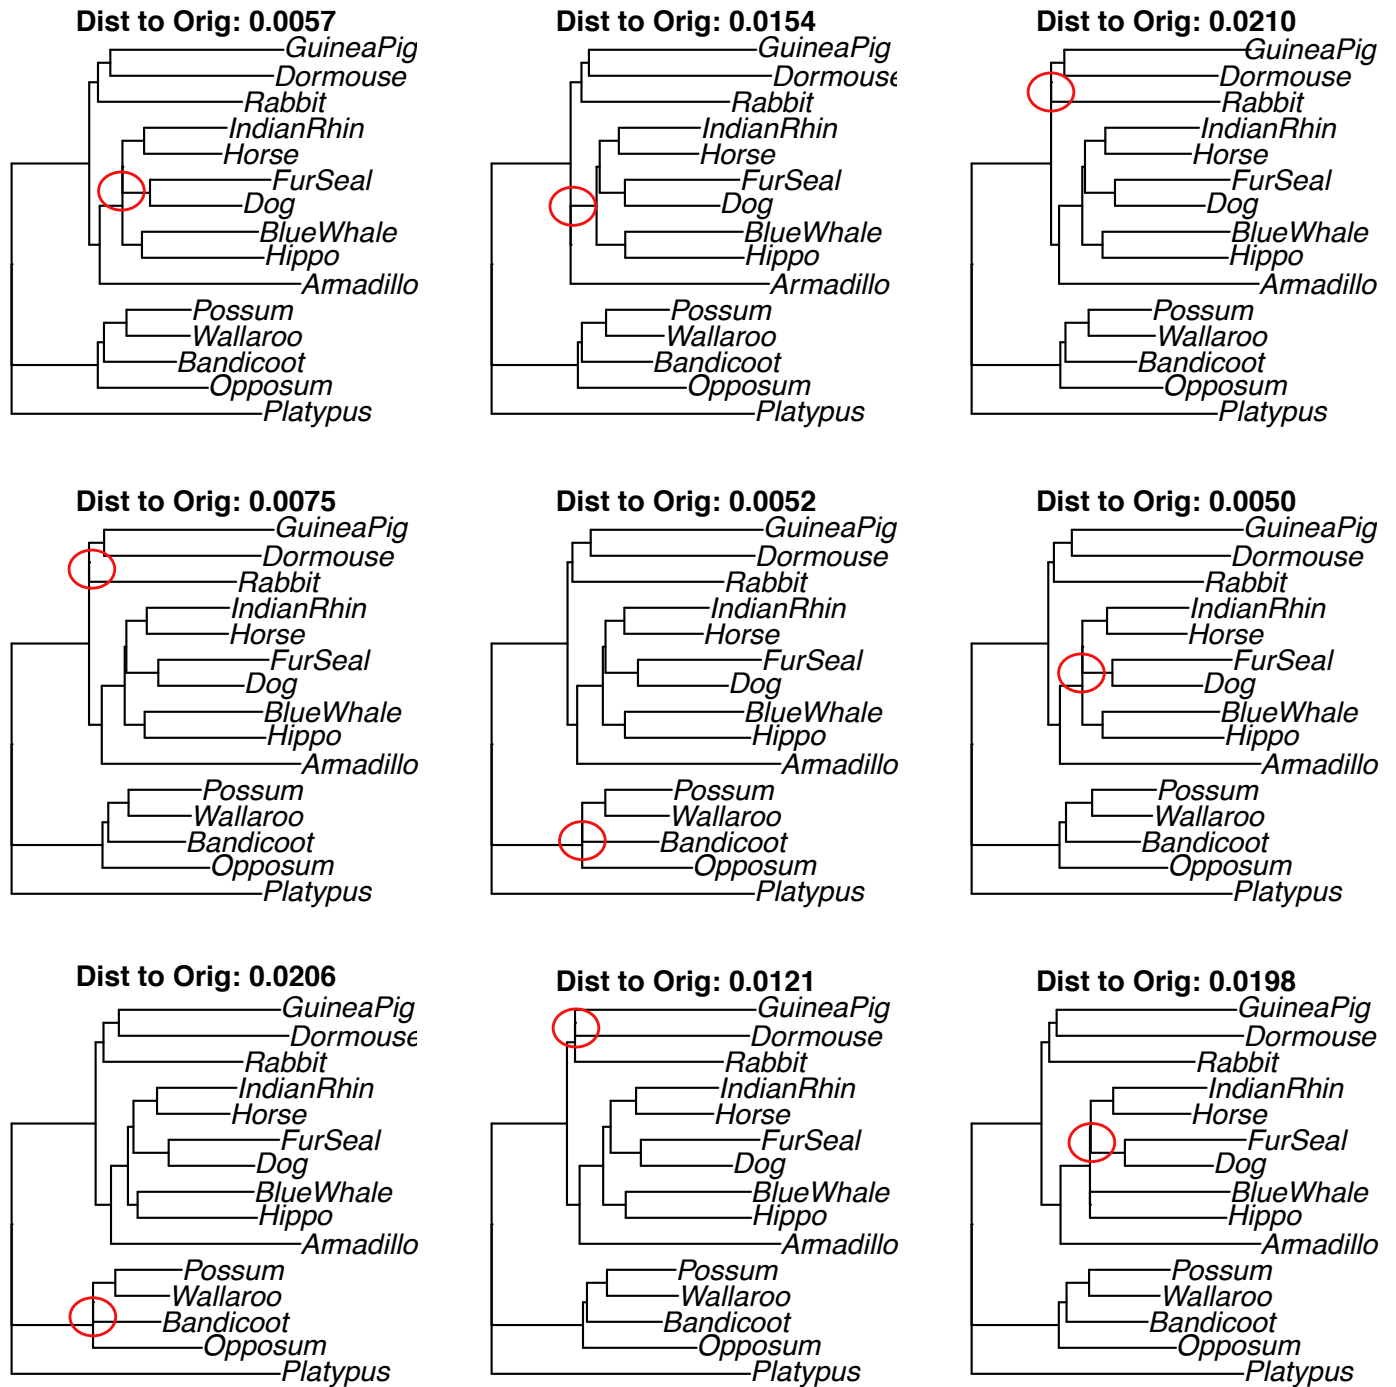 Dist to Orig: 0.0057
GuineaPig
Dormouse
Rabbit
IndianRhin
Horse
FurSeal
Dog
BlueWhale
Hippo
Armadillo
Possum
Wallaroo
Bandicoot
Opposum
Platypus
Dist to Orig: 0.0154
GuineaPig
Dormouse
Rabbit
IndianRhin
Horse
FurSeal
Dog
BlueWhale
Hippo
Armadillo
Possum
Wallaroo
Bandicoot
Opposum
Platypus
Dist to Orig: 0.0210
GuineaPig
Dormouse
Rabbit
IndianRhin
Horse
FurSeal
Dog
BlueWhale
Hippo
Armadillo
Possum
Wallaroo
Bandicoot
Opposum
Platypus
Dist to Orig: 0.0075
GuineaPig
Dormouse
Rabbit
IndianRhin
Horse
FurSeal
Dog
BlueWhale
Hippo
Armadillo
Possum
Wallaroo
Bandicoot
Opposum
Platypus
Dist to Orig: 0.0052
GuineaPig
Dormouse
Rabbit
IndianRhin
Horse
FurSeal
Dog
BlueWhale
Hippo
Armadillo
Possum
Wallaroo
Bandicoot
Opposum
Platypus
Dist to Orig: 0.0050
GuineaPig
Dormouse
Rabbit
IndianRhin
Horse
FurSeal
Dog
BlueWhale
Hippo
Armadillo
Possum
Wallaroo
Bandicoot
Opposum
Platypus
Dist to Orig: 0.0206
GuineaPig
Dormouse
Rabbit
IndianRhin
Horse
FurSeal
Dog
BlueWhale
Hippo
Armadillo
Possum
Wallaroo
Bandicoot
Opposum
Platypus
Dist to Orig: 0.0121
GuineaPig
Dormouse
Rabbit
IndianRhin
Horse
FurSeal
Dog
BlueWhale
Hippo
Armadillo
Possum
Wallaroo
Bandicoot
Opposum
Platypus
Dist to Orig: 0.0198
GuineaPig
Dormouse
Rabbit
IndianRhin
Horse
FurSeal
Dog
BlueWhale
Hippo
Armadillo
Possum
Wallaroo
Bandicoot
Opposum
Platypus